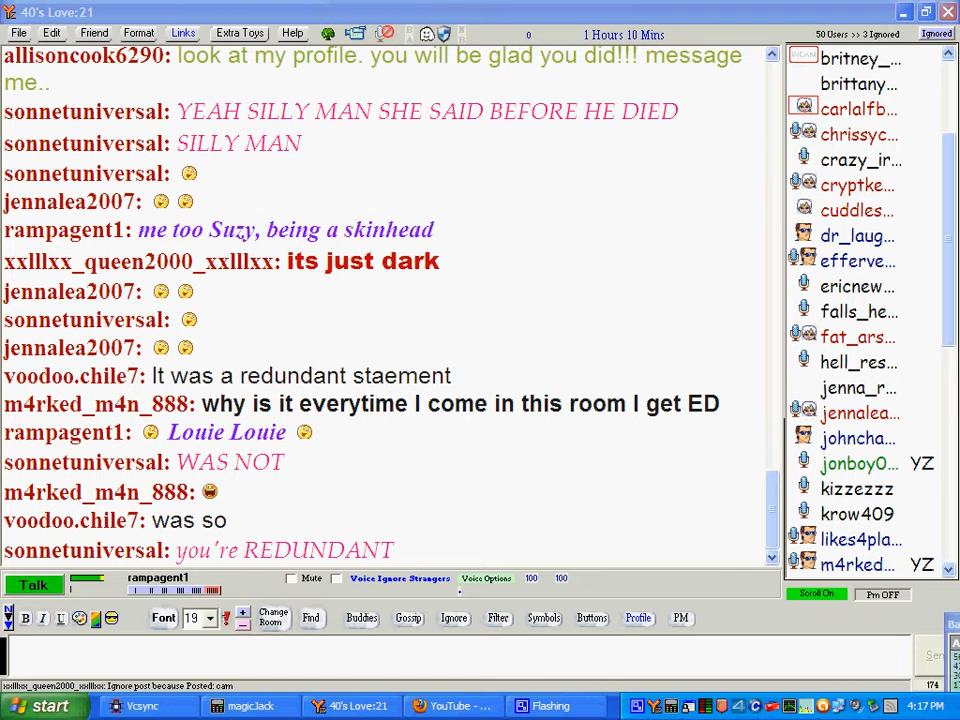 40's Love:21
File Edit Friend Format Links Extra Toys Help 0 1 Hours 10 Mins 50 Users >> 3 Ignored Ignored
allisoncook6290: look at my profile. you will be glad you did!!! message
me..
sonnetuniversal: YEAH SILLY MAN SHE SAID BEFORE HE DIED
sonnetuniversal: SILLY MAN
sonnetuniversal:
jennalea2007:
rampagent1: me too Suzy, being a skinhead
xxlllxx_queen2000_xxlllxx: its just dark
jennalea2007:
sonnetuniversal:
jennalea2007:
voodoo.chile7: It was a redundant staement
m4rked_m4n_888: why is it everytime I come in this room I get ED
rampagent1: Louie Louie
sonnetuniversal: WAS NOT
m4rked_m4n_888:
voodoo.chile7: was so
sonnetuniversal: you're REDUNDANT
britney_...
brittany...
carlalfb...
chrissyc...
crazy_ir...
cryptke...
cuddles...
dr_laug...
efferve...
ericnew...
falls_he...
fat_ars...
hell_res...
jenna_r...
jennalea...
johncha...
jonboy0... YZ
kizzezzz
krow409
likes4pla...
m4rked... YZ
Talk rampagent1 Mute Voice Ignore Strangers Voice Options 100 100 Scroll On Pm OFF
B I U Font 19 + - Change Room Find Buddies Gossip Ignore Filter Symbols Buttons Profile PM
Sen
xxlllxx_queen2000_xxlllxx: Ignore post because Posted: cam 174
start Vcsync magicJack 40's Love:21 YouTube - ... Flashing 4:17 PM